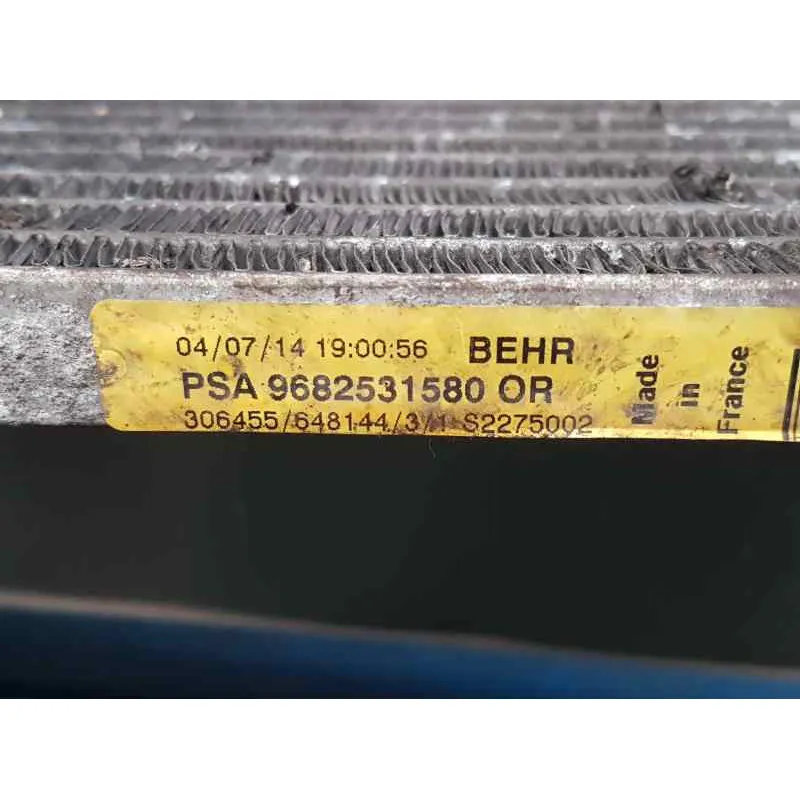 04/07/14 19:00:56 BEHR
PSA 9682531580 OR
306455/648144/3/1 S2275002
Made
in
France